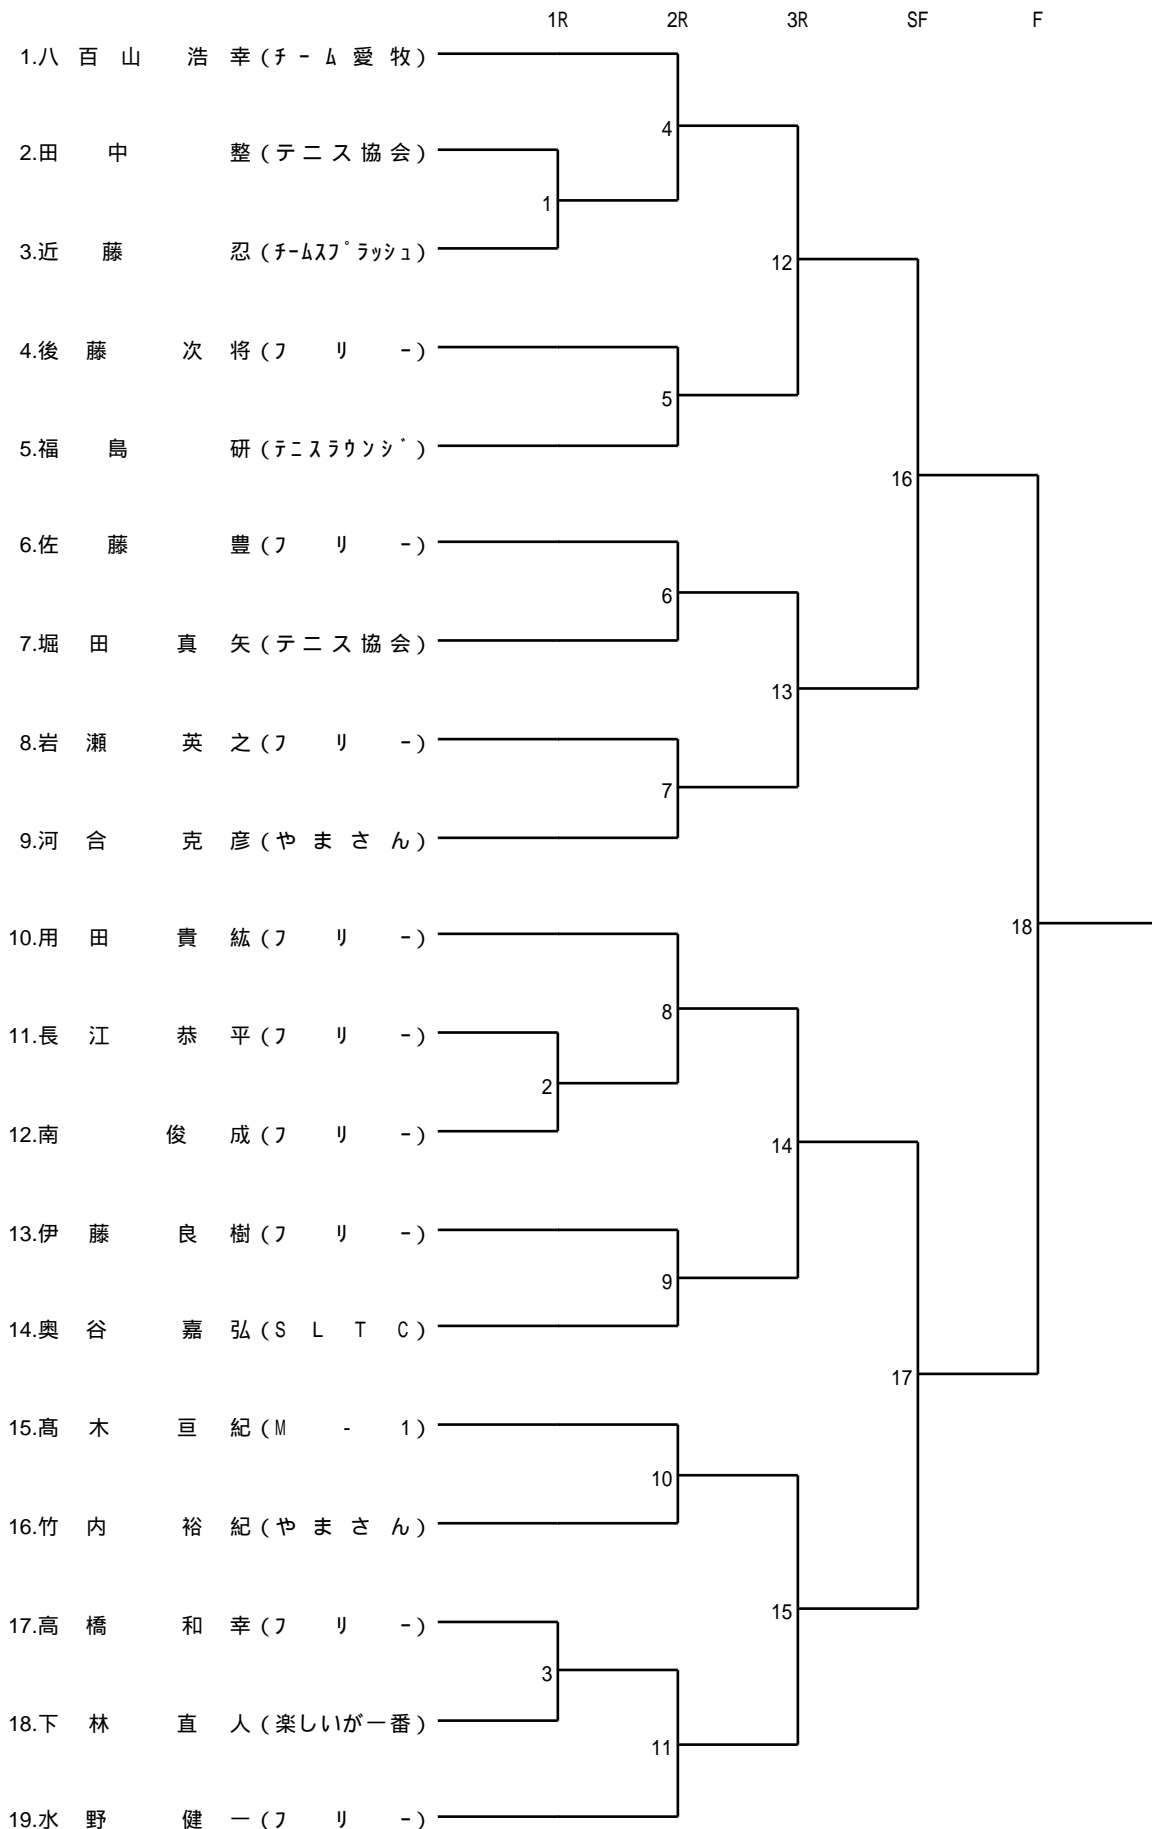 1R 2R 3R SF F
1.八百山 浩幸(ﾁｰﾑ愛牧)
4
2.田中 整(テニス協会)
1
3.近藤 忍(ﾁｰﾑｽﾌﾟﾗｯｼｭ)
12
4.後藤 次将(ﾌﾘｰ)
5
5.福島 研(ﾃﾆｽﾗｳﾝｼﾞ)
16
6.佐藤 豊(ﾌﾘｰ)
6
7.堀田 真矢(テニス協会)
13
8.岩瀬 英之(ﾌﾘｰ)
7
9.河合 克彦(やまさん)
10.用田 貴紘(ﾌﾘｰ)
18
8
11.長江 恭平(ﾌﾘｰ)
2
12.南 俊成(ﾌﾘｰ)
14
13.伊藤 良樹(ﾌﾘｰ)
9
14.奥谷 嘉弘(SLTC)
17
15.髙木 亘紀(M-1)
10
16.竹内 裕紀(やまさん)
15
17.高橋 和幸(ﾌﾘｰ)
3
18.下林 直人(楽しいが一番)
11
19.水野 健一(ﾌﾘｰ)